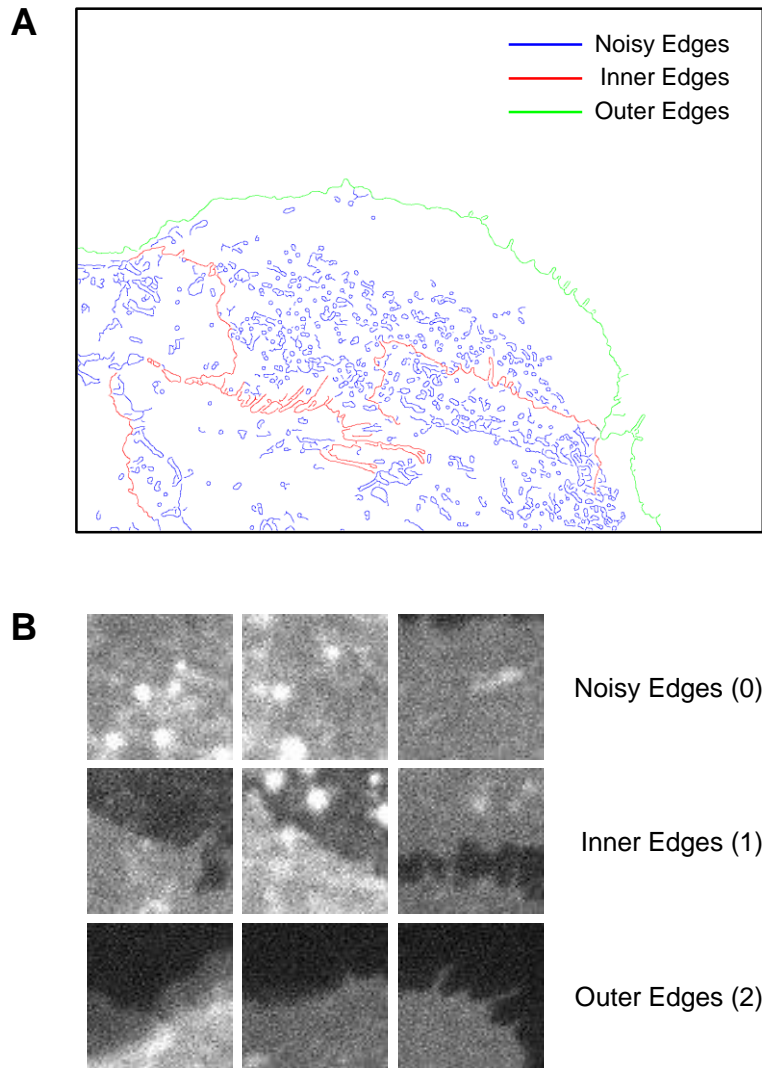 A
Noisy Edges
Inner Edges
Outer Edges
B
Noisy Edges (0)
Inner Edges (1)
Outer Edges (2)